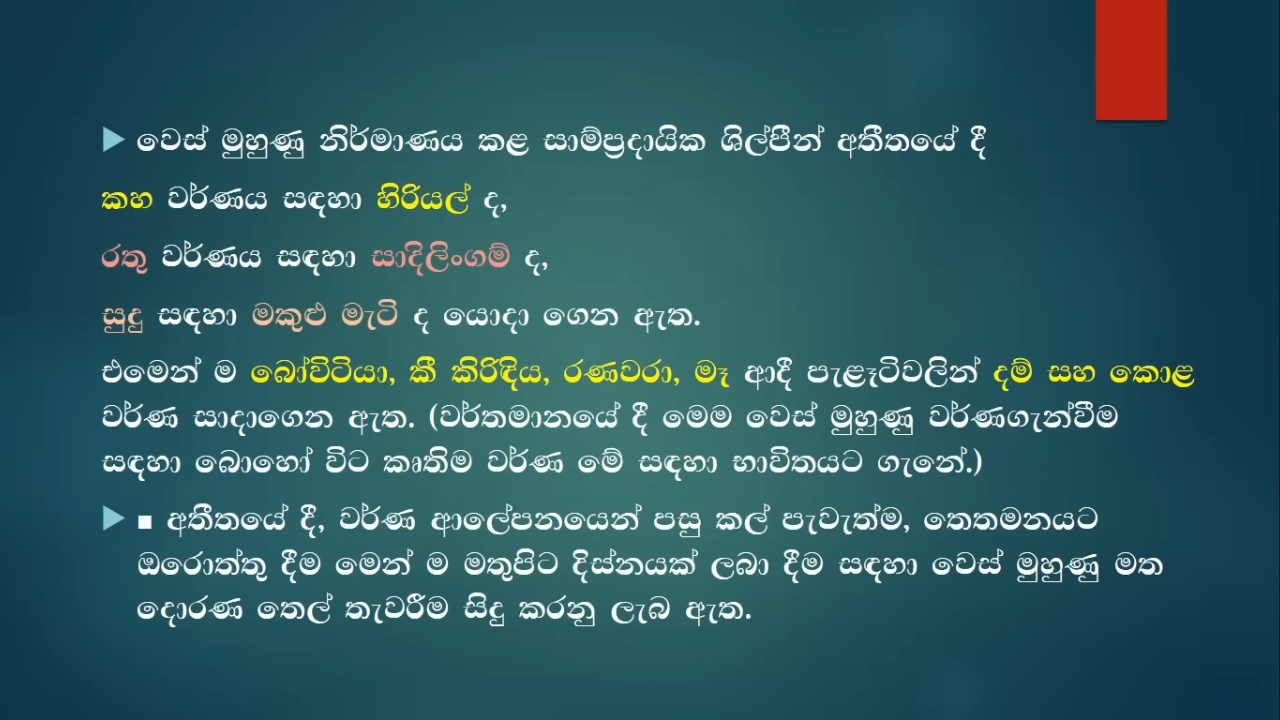 ▶ වෙස් මුහුණු නිර්මාණය කළ සාම්ප්‍රදායික ශිල්පීන් අතීතයේ දී
කහ වර්ණය සඳහා හිරියල් ද,
රතු වර්ණය සඳහා සාදිලිංගම් ද,
සුදු සඳහා මකුළු මැටි ද යොදා ගෙන ඇත.
එමෙන් ම බෝවිටියා, කී කිරිඳිය, රණවරා, මෑ ආදී පැළෑටිවලින් දම් සහ කොළ
වර්ණ සාදාගෙන ඇත. (වර්තමානයේ දී මෙම වෙස් මුහුණු වර්ණගැන්වීම
සඳහා බොහෝ විට කෘතිම වර්ණ මේ සඳහා භාවිතයට ගැනේ.)
▶ ■ අතීතයේ දී, වර්ණ ආලේපනයෙන් පසු කල් පැවැත්ම, තෙතමනයට
ඔරොත්තු දීම මෙන් ම මතුපිට දිස්නයක් ලබා දීම සඳහා වෙස් මුහුණු මත
දොරණ තෙල් තැවරීම සිදු කරනු ලැබ ඇත.